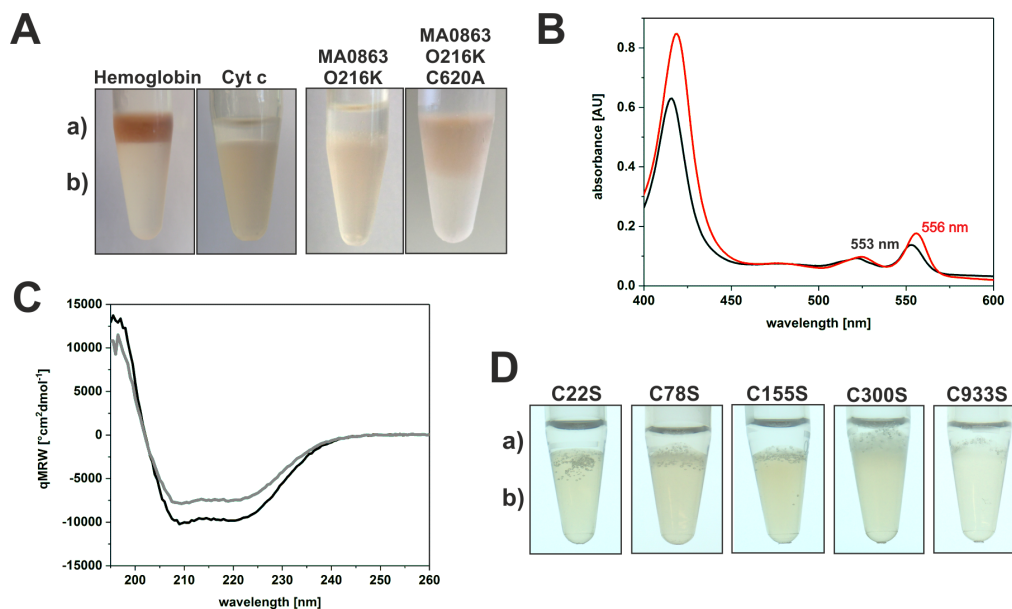 A
Hemoglobin
Cyt c
MA0863
O216K
MA0863
O216K
C620A
a)
b)
B
absorbance [AU]
0.8
0.6
0.4
0.2
0.0
553 nm
556 nm
400
450
500
550
600
wavelength [nm]
C
qMRW [°cm²dmol⁻¹]
15000
10000
5000
0
-5000
-10000
-15000
200
210
220
230
240
250
260
wavelength [nm]
D
C22S
C78S
C155S
C300S
C933S
a)
b)